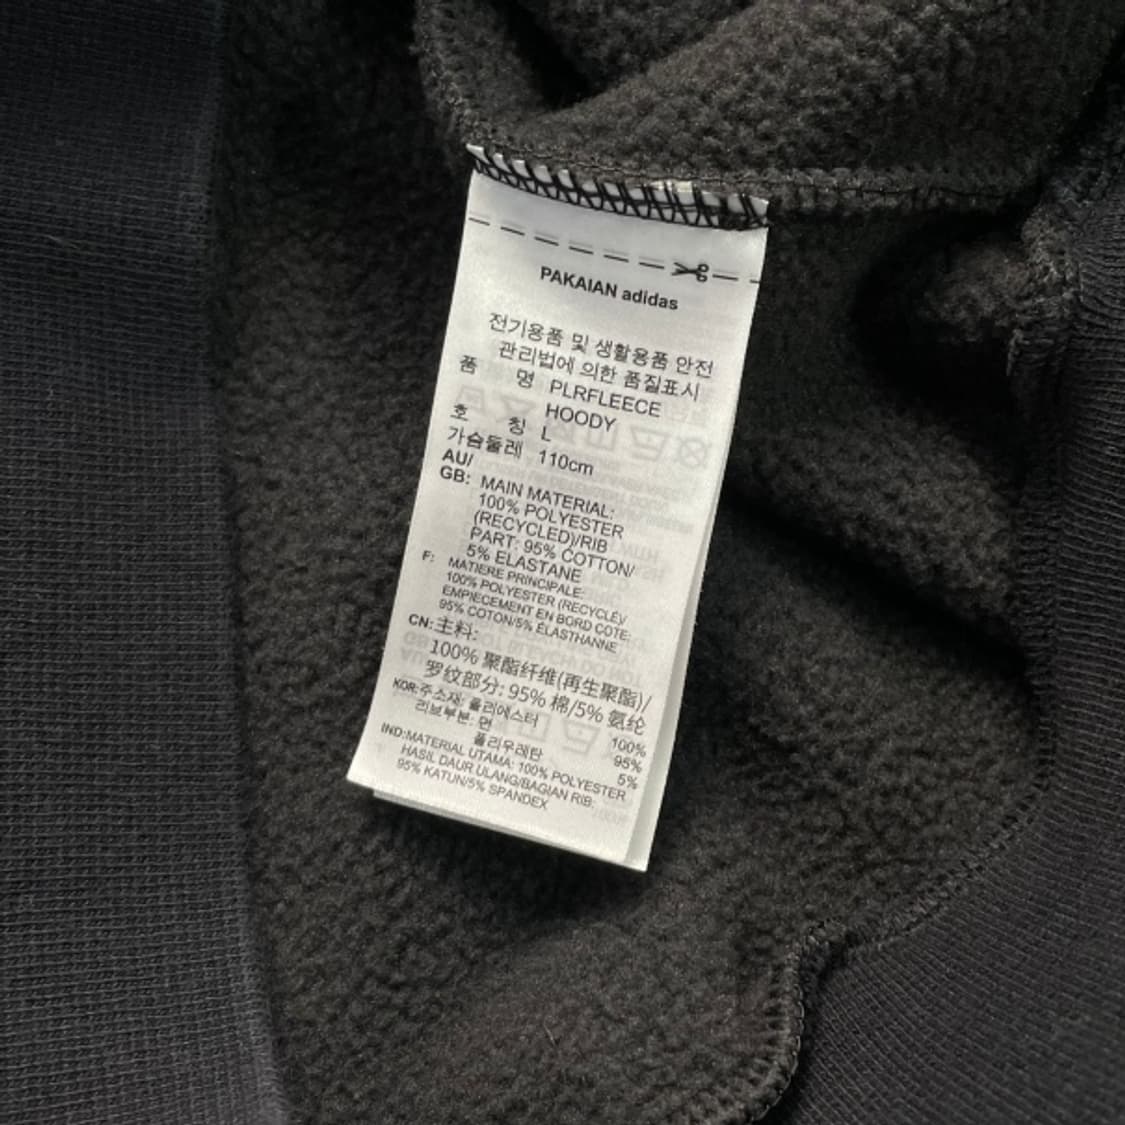 PAKAIAN adidas
전기용품 및 생활용품 안전
관리법에 의한 품질표시
품 명 PLRFLEECE
HOODY
호 칭 L
가슴둘레 110cm
AU/
GB: MAIN MATERIAL:
100% POLYESTER
(RECYCLED)/RIB
PART: 95% COTTON/
5% ELASTANE
F: MATIERE PRINCIPALE:
100% POLYESTER (RECYCLÉ)/
EMPIECEMENT EN BORD COTE:
95% COTON/5% ÉLASTHANNE
CN: 主料:
100% 聚酯纤维(再生聚酯)/
罗纹部分: 95% 棉/5% 氨纶
KOR: 주소재: 폴리에스터 100%
리브부분: 면 95%
폴리우레탄 5%
IND: MATERIAL UTAMA: 100% POLYESTER
HASIL DAUR ULANG/BAGIAN RIB:
95% KATUN/5% SPANDEX